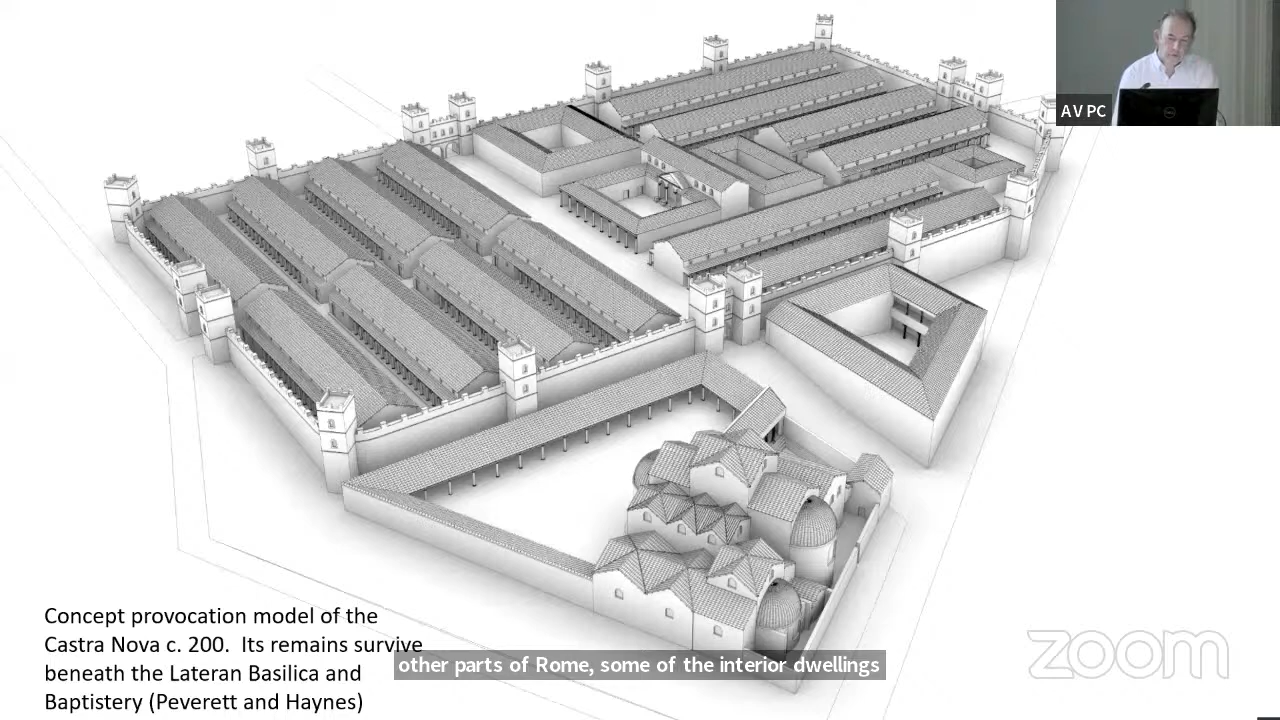 AV PC
Concept provocation model of the
Castra Nova c. 200. Its remains survive
beneath the Lateran Basilica and
Baptistery (Peverett and Haynes)
other parts of Rome, some of the interior dwellings
zoom